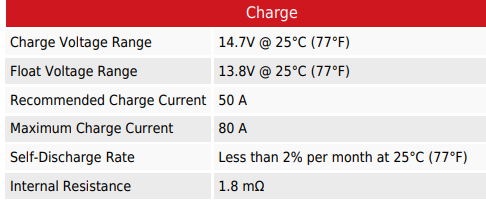 Charge
Charge Voltage Range 14.7V @ 25°C (77°F)
Float Voltage Range 13.8V @ 25°C (77°F)
Recommended Charge Current 50 A
Maximum Charge Current 80 A
Self-Discharge Rate Less than 2% per month at 25°C (77°F)
Internal Resistance 1.8 mΩ